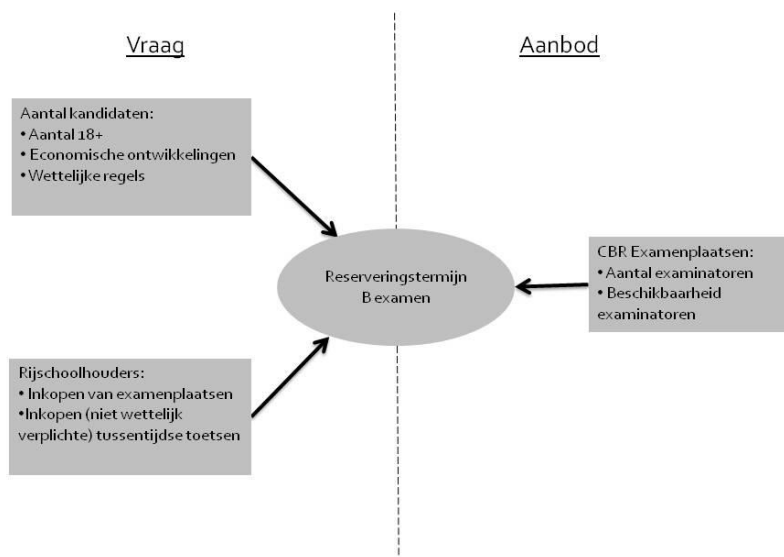 Vraag
Aanbod
Aantal kandidaten:
• Aantal 18+
• Economische ontwikkelingen
• Wettelijke regels
Reserveringstermijn
B examen
CBR Examenplaatsen:
• Aantal examinatoren
• Beschikbaarheid
examinatoren
Rijschoolhouders:
• Inkopen van examenplaatsen
•Inkopen (niet wettelijk
verplichte) tussentijdse toetsen